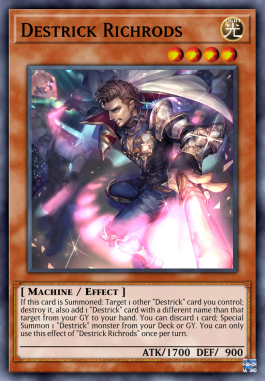 Destrick Richrods
LIGHT
光
[ Machine / Effect ]
If this card is Summoned: Target 1 other "Destrick" card you control;
destroy it, also add 1 "Destrick" card with a different name than that
target from your GY to your hand. You can discard 1 card; Special
Summon 1 "Destrick" monster from your Deck or GY. You can only
use this effect of "Destrick Richrods" once per turn.
ATK/1700 DEF/ 900